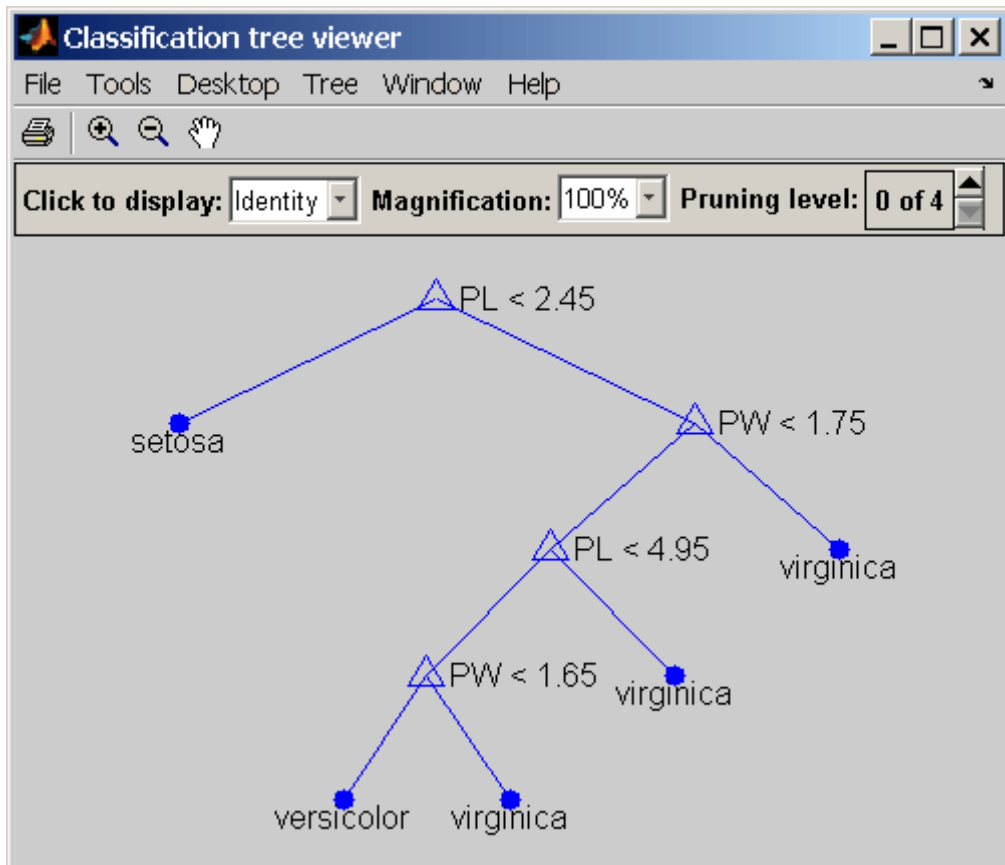 Classification tree viewer
File Tools Desktop Tree Window Help
Click to display: Identity Magnification: 100% Pruning level: 0 of 4
PL < 2.45
setosa
PW < 1.75
PL < 4.95
virginica
PW < 1.65
virginica
versicolor
virginica